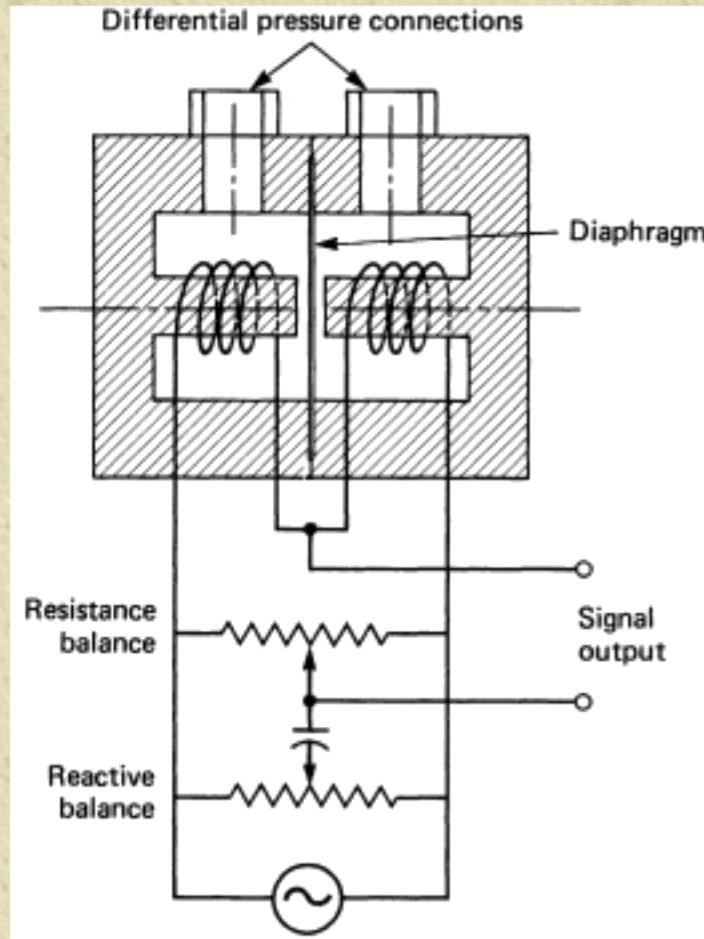 Differential pressure connections
Diaphragm
Resistance
balance
Signal
output
Reactive
balance